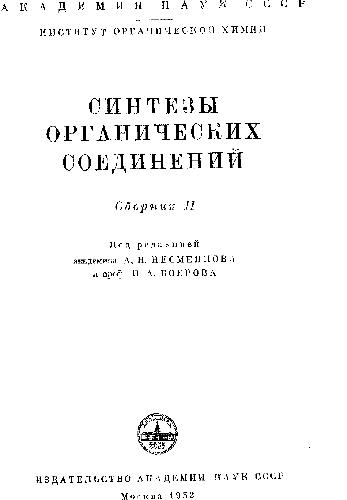 АКАДЕМИЯ НАУК СССР
ИНСТИТУТ ОРГАНИЧЕСКОЙ ХИМИИ
СИНТЕЗЫ
ОРГАНИЧЕСКИХ
СОЕДИНЕНИЙ
Сборник II
Под редакцией
академика А. Н. НЕСМЕЯНОВА
и проф. П. А. БОБРОВА
ИЗДАТЕЛЬСТВО АКАДЕМИИ НАУК СССР
Москва 1952